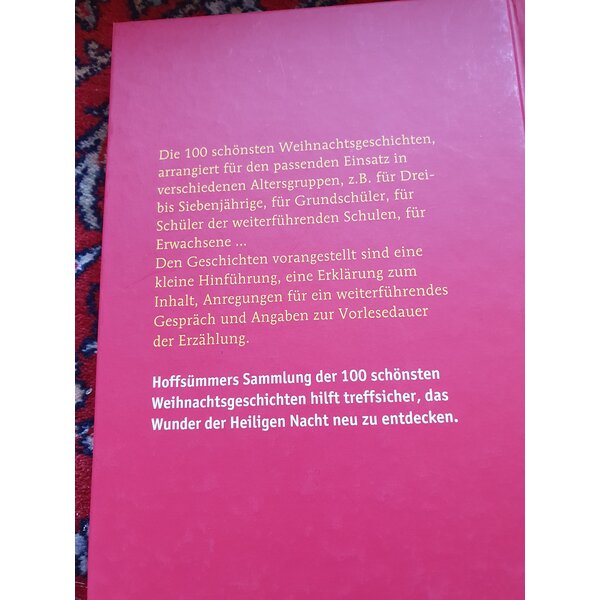 Die 100 schönsten Weihnachtsgeschichten,
arrangiert für den passenden Einsatz in
verschiedenen Altersgruppen, z.B. für Drei-
bis Siebenjährige, für Grundschüler, für
Schüler der weiterführenden Schulen, für
Erwachsene ...
Den Geschichten vorangestellt sind eine
kleine Hinführung, eine Erklärung zum
Inhalt, Anregungen für ein weiterführendes
Gespräch und Angaben zur Vorlesedauer
der Erzählung.
Hoffsümmers Sammlung der 100 schönsten
Weihnachtsgeschichten hilft treffsicher, das
Wunder der Heiligen Nacht neu zu entdecken.